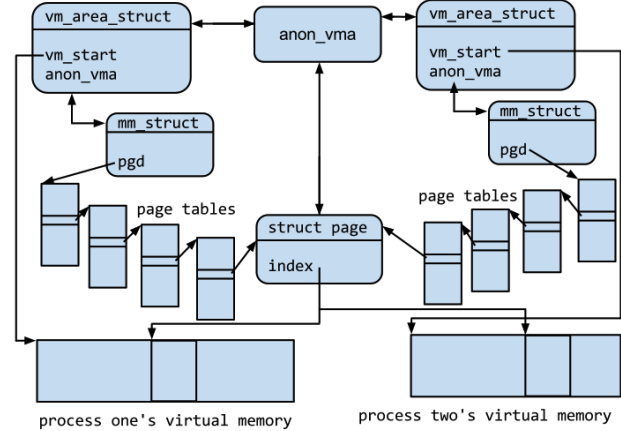 vm_area_struct
vm_start
anon_vma
anon_vma
vm_area_struct
vm_start
anon_vma
mm_struct
pgd
mm_struct
pgd
page tables
page tables
struct page
index
process one's virtual memory
process two's virtual memory